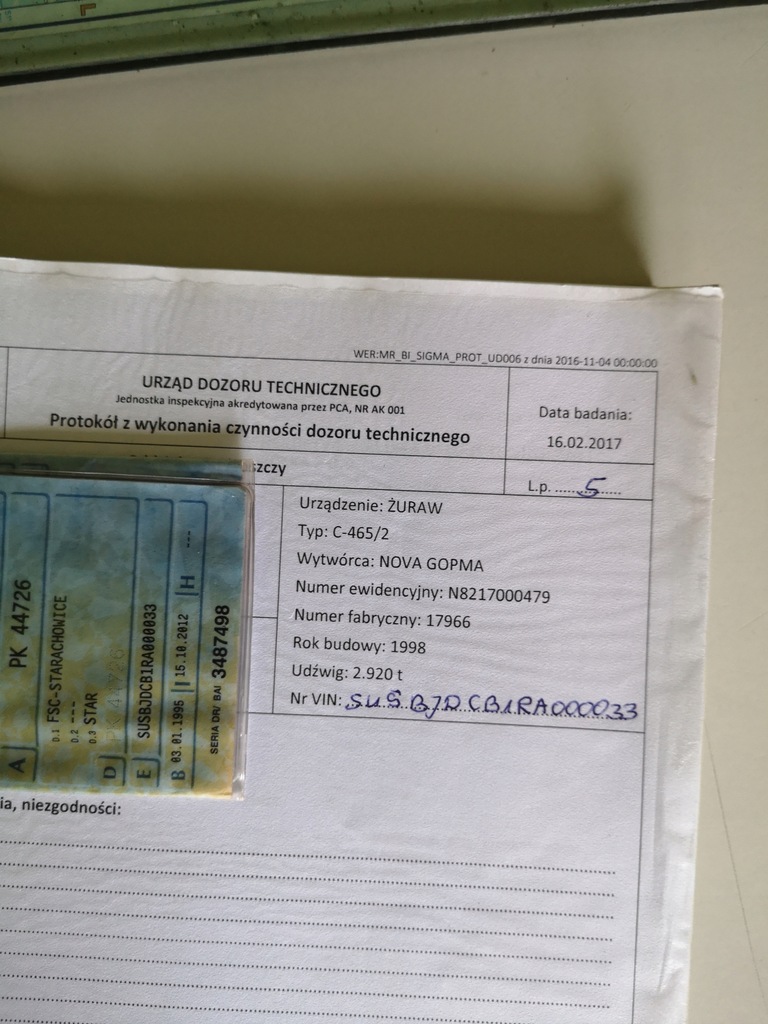 WER:MR_BI_SIGMA_PROT_UD006 z dnia 2016-11-04 00:00:00
URZĄD DOZORU TECHNICZNEGO
Jednostka inspekcyjna akredytowana przez PCA, NR AK 001
Protokół z wykonania czynności dozoru technicznego
Data badania:
16.02.2017
szczy
L.p. ......5......
Urządzenie: ŻURAW
Typ: C-465/2
Wytwórca: NOVA GOPMA
Numer ewidencyjny: N8217000479
Numer fabryczny: 17966
Rok budowy: 1998
Udźwig: 2.920 t
Nr VIN: SUSBJDCB1RA000033
A PK 44726
D.1 FSC-STARACHOWICE
D.2 ---
D.3 STAR
D
E SUSBJDCB1RA000033
B 03.01.1995 I 15.10.2012 H ---
SERIA DR/ BAI 3487498
ia, niezgodności: